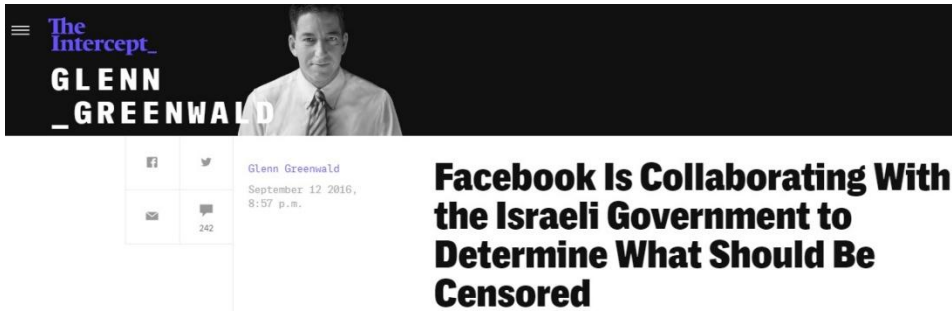 The
Intercept_
GLENN
_GREENWALD
Glenn Greenwald
September 12 2016,
8:57 p.m.
242
Facebook Is Collaborating With
the Israeli Government to
Determine What Should Be
Censored